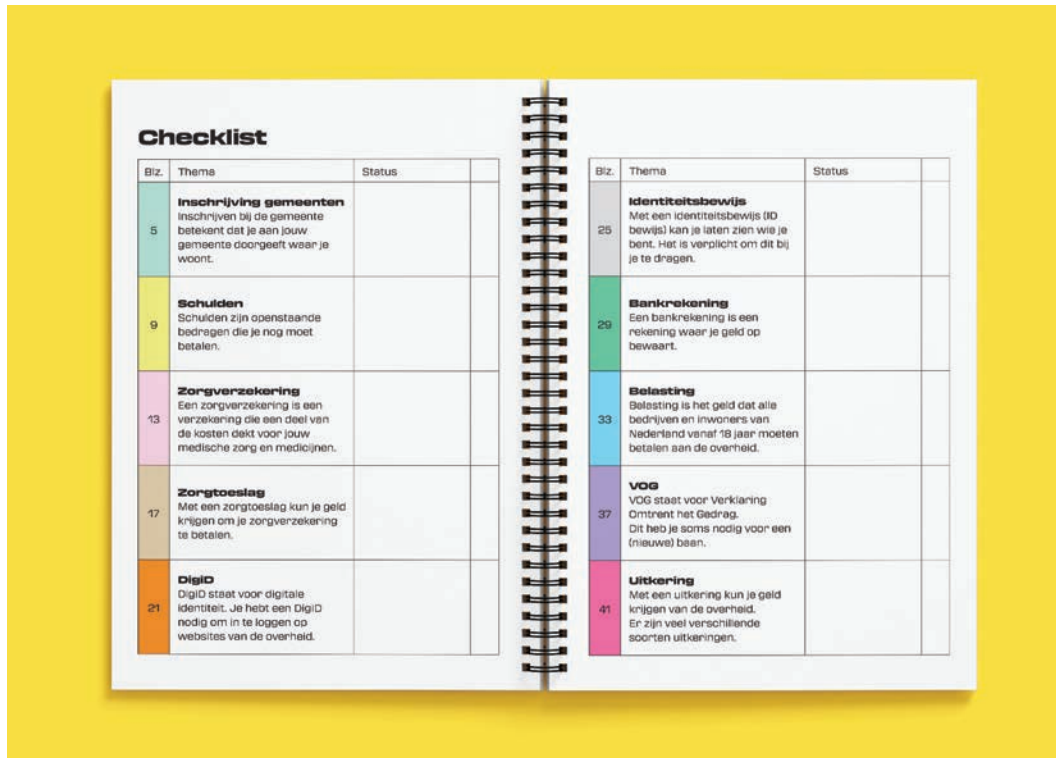 Checklist
Blz. Thema Status
5
Inschrijving gemeenten
Inschrijven bij de gemeente
betekent dat je aan jouw
gemeente doorgeeft waar je
woont.
9
Schulden
Schulden zijn openstaande
bedragen die je nog moet
betalen.
13
Zorgverzekering
Een zorgverzekering is een
verzekering die een deel van
de kosten dekt voor jouw
medische zorg en medicijnen.
17
Zorgtoeslag
Met een zorgtoeslag kun je geld
krijgen om je zorgverzekering
te betalen.
21
DigiD
DigiD staat voor digitale
identiteit. Je hebt een DigiD
nodig om in te loggen op
websites van de overheid.
Blz. Thema Status
25
Identiteitsbewijs
Met een identiteitsbewijs (ID
bewijs) kan je laten zien wie je
bent. Het is verplicht om dit bij
je te dragen.
29
Bankrekening
Een bankrekening is een
rekening waar je geld op
bewaart.
33
Belasting
Belasting is het geld dat alle
bedrijven en inwoners van
Nederland vanaf 18 jaar moeten
betalen aan de overheid.
37
VOG
VOG staat voor Verklaring
Omtrent het Gedrag.
Dit heb je soms nodig voor een
(nieuwe) baan.
41
Uitkering
Met een uitkering kun je geld
krijgen van de overheid.
Er zijn veel verschillende
soorten uitkeringen.